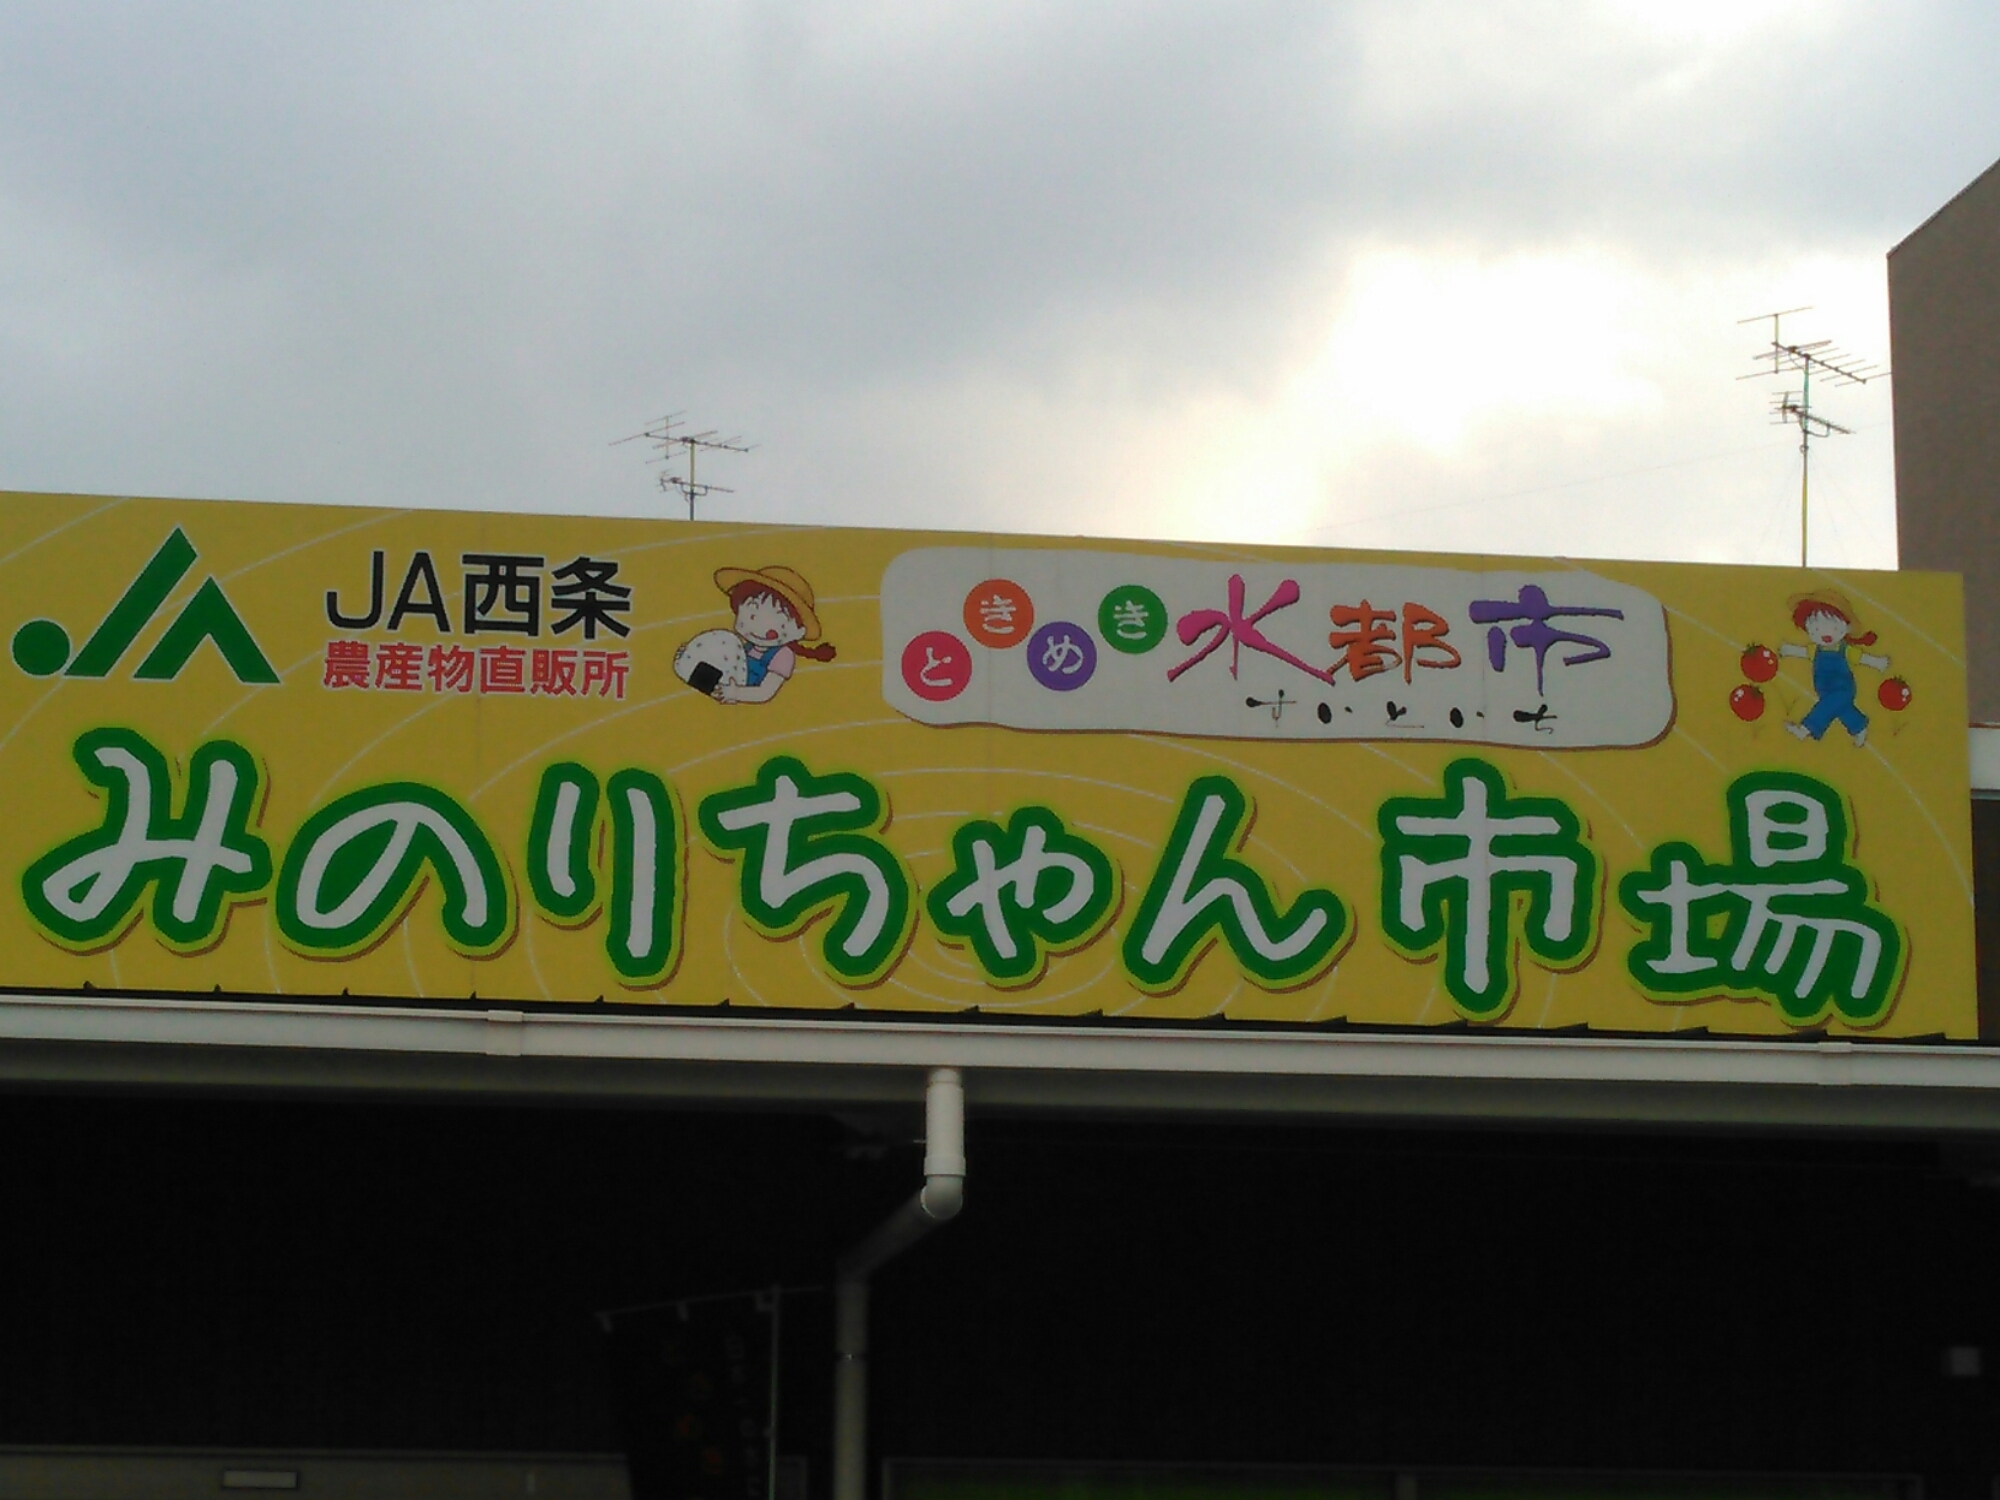 JA西条
農産物直販所
ときめき水都市
すいといち
みのりちゃん市場